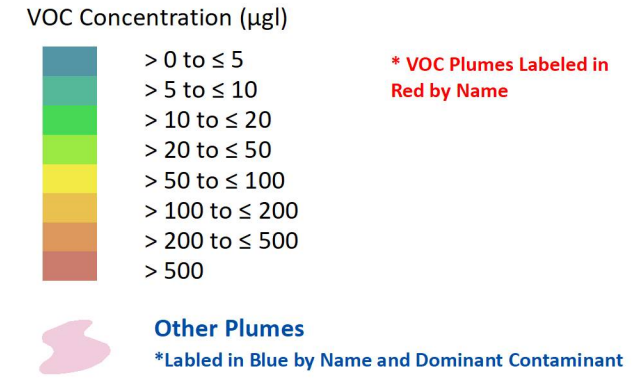 VOC Concentration (µgl)
> 0 to ≤ 5
> 5 to ≤ 10
> 10 to ≤ 20
> 20 to ≤ 50
> 50 to ≤ 100
> 100 to ≤ 200
> 200 to ≤ 500
> 500
* VOC Plumes Labeled in
Red by Name
Other Plumes
*Labled in Blue by Name and Dominant Contaminant